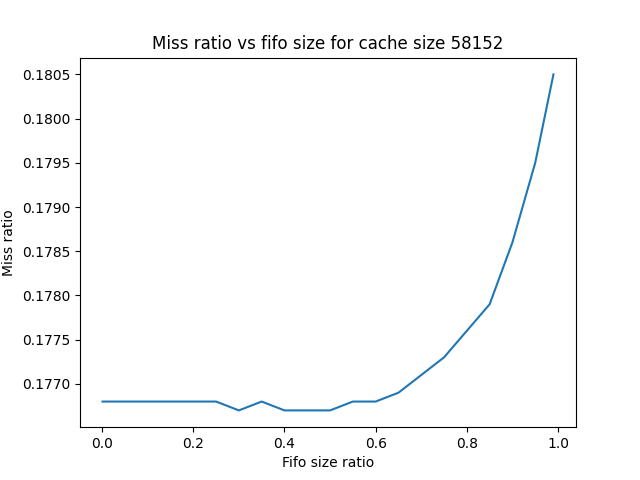 Miss ratio vs fifo size for cache size 58152
0.1805
0.1800
0.1795
0.1790
0.1785
0.1780
0.1775
0.1770
Miss ratio
0.0 0.2 0.4 0.6 0.8 1.0
Fifo size ratio